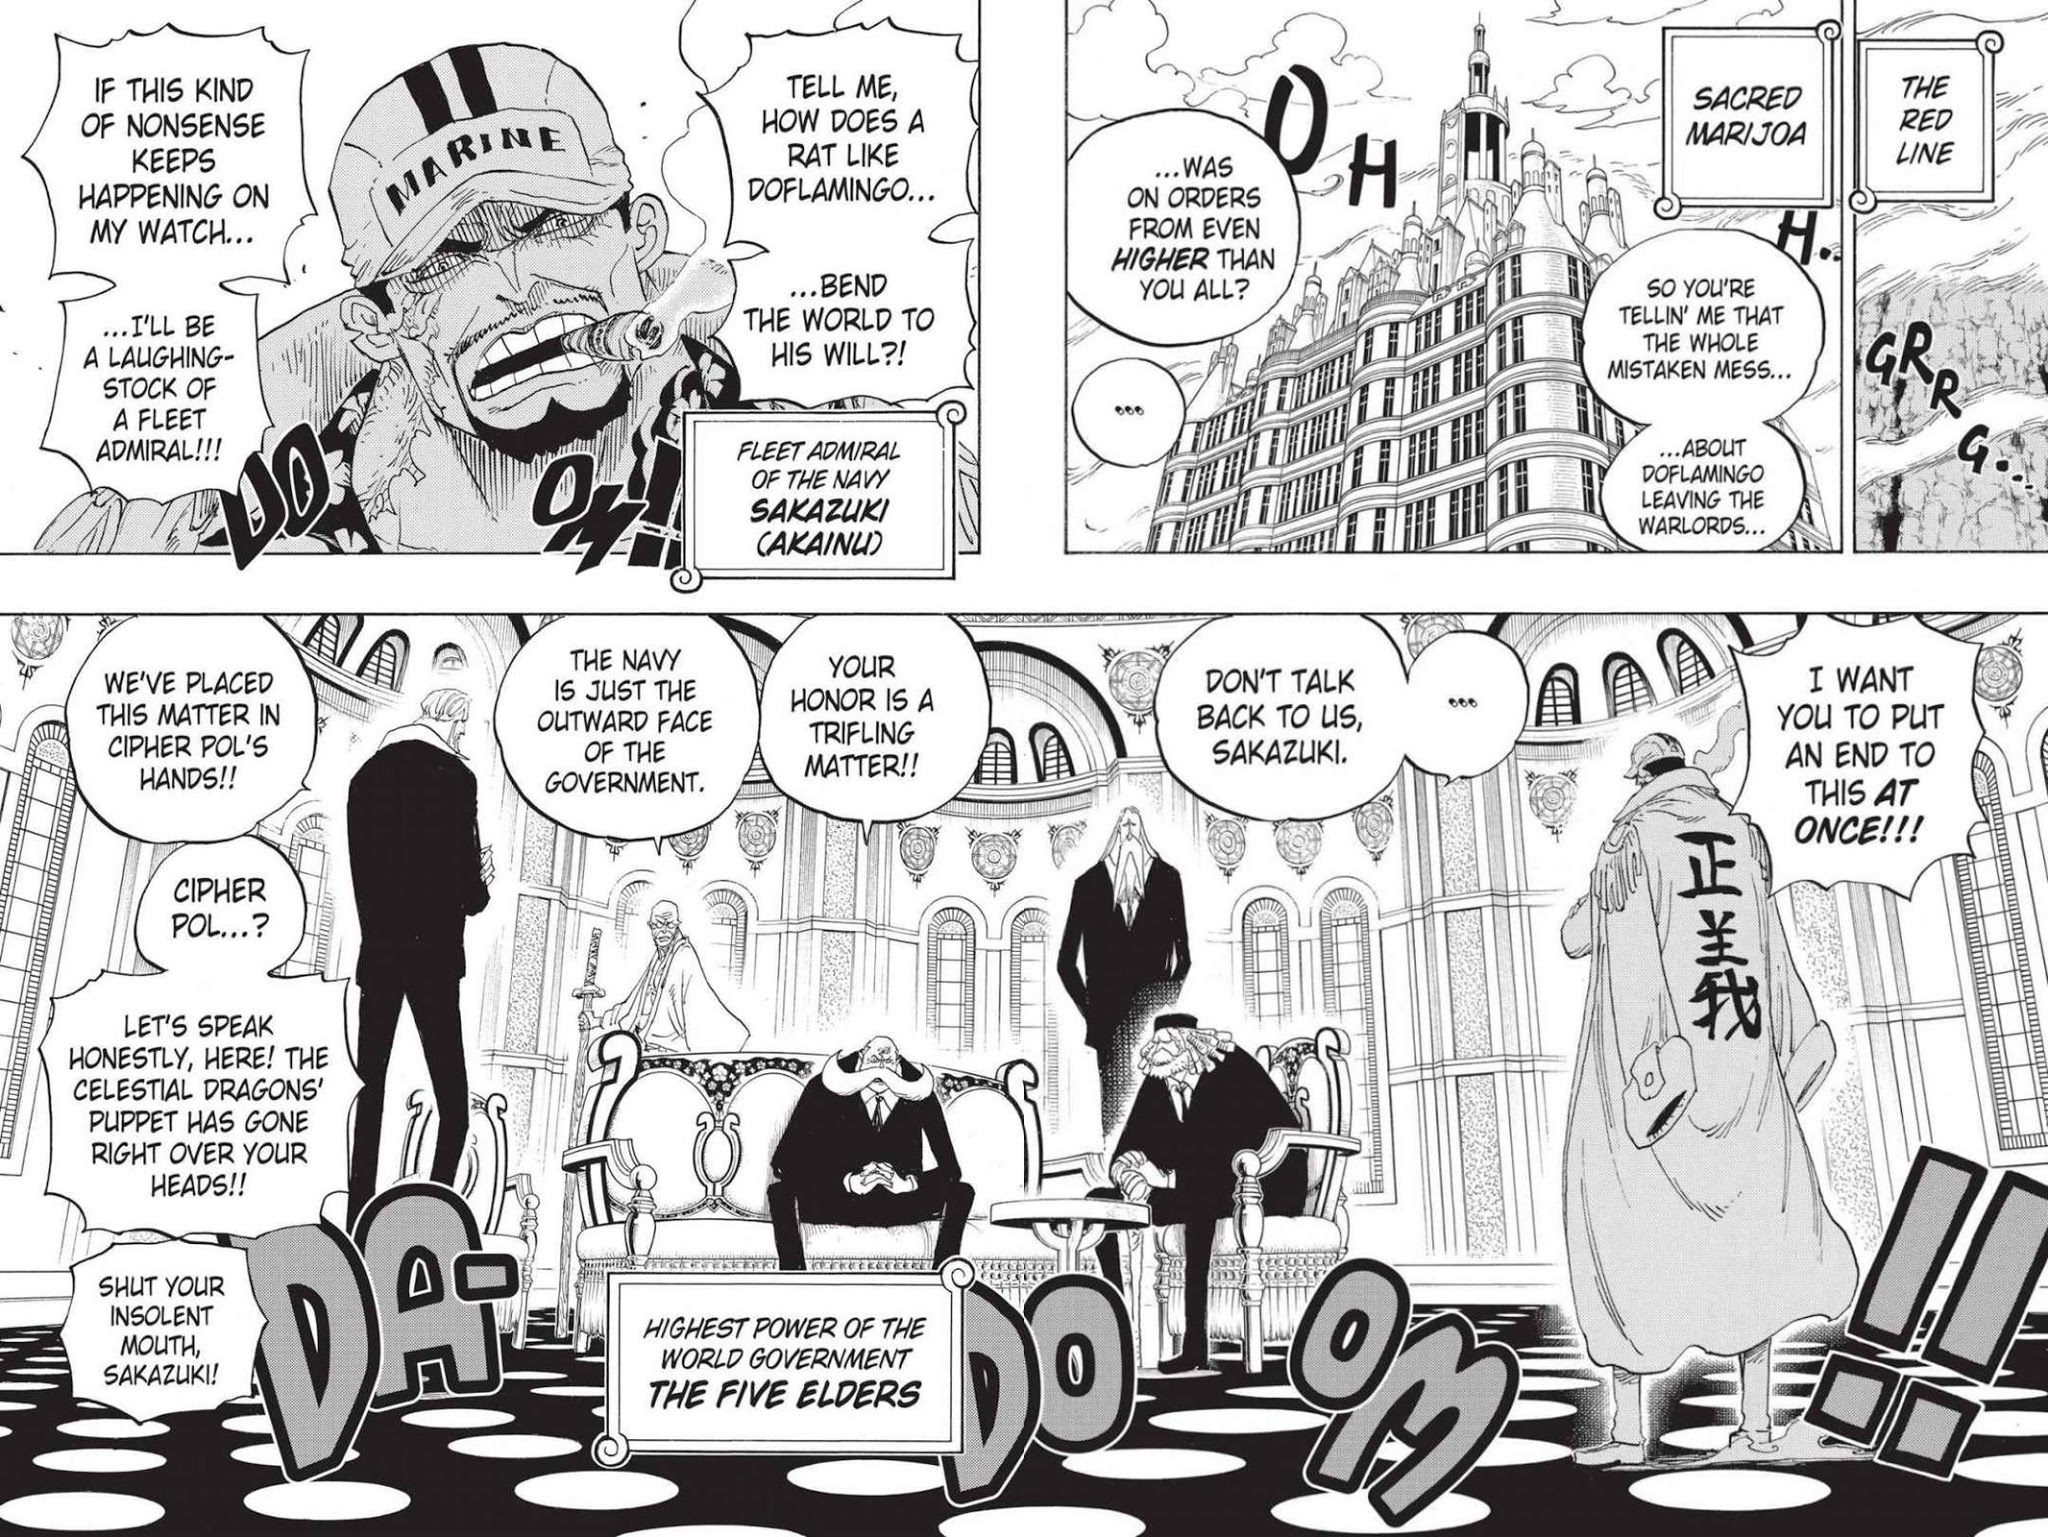 THE
RED
LINE
GRRRG...
SACRED
MARIJOA
OHH...
SO YOU'RE
TELLIN' ME THAT
THE WHOLE
MISTAKEN MESS...
...ABOUT
DOFLAMINGO
LEAVING THE
WARLORDS...
...WAS
ON ORDERS
FROM EVEN
HIGHER THAN
YOU ALL?
...
TELL ME,
HOW DOES A
RAT LIKE
DOFLAMINGO...
...BEND
THE WORLD TO
HIS WILL?!
MARINE
IF THIS KIND
OF NONSENSE
KEEPS
HAPPENING ON
MY WATCH...
...I'LL BE
A LAUGHING-
STOCK OF
A FLEET
ADMIRAL!!!
FLEET ADMIRAL
OF THE NAVY
SAKAZUKI
(AKAINU)
I WANT
YOU TO PUT
AN END TO
THIS AT
ONCE!!!
正義
...
DON'T TALK
BACK TO US,
SAKAZUKI.
YOUR
HONOR IS A
TRIFLING
MATTER!!
THE NAVY
IS JUST THE
OUTWARD FACE
OF THE
GOVERNMENT.
WE'VE PLACED
THIS MATTER IN
CIPHER POL'S
HANDS!!
CIPHER
POL...?
LET'S SPEAK
HONESTLY, HERE! THE
CELESTIAL DRAGONS'
PUPPET HAS GONE
RIGHT OVER YOUR
HEADS!!
SHUT YOUR
INSOLENT
MOUTH,
SAKAZUKI!
HIGHEST POWER OF THE
WORLD GOVERNMENT
THE FIVE ELDERS
DA-DOOM!!